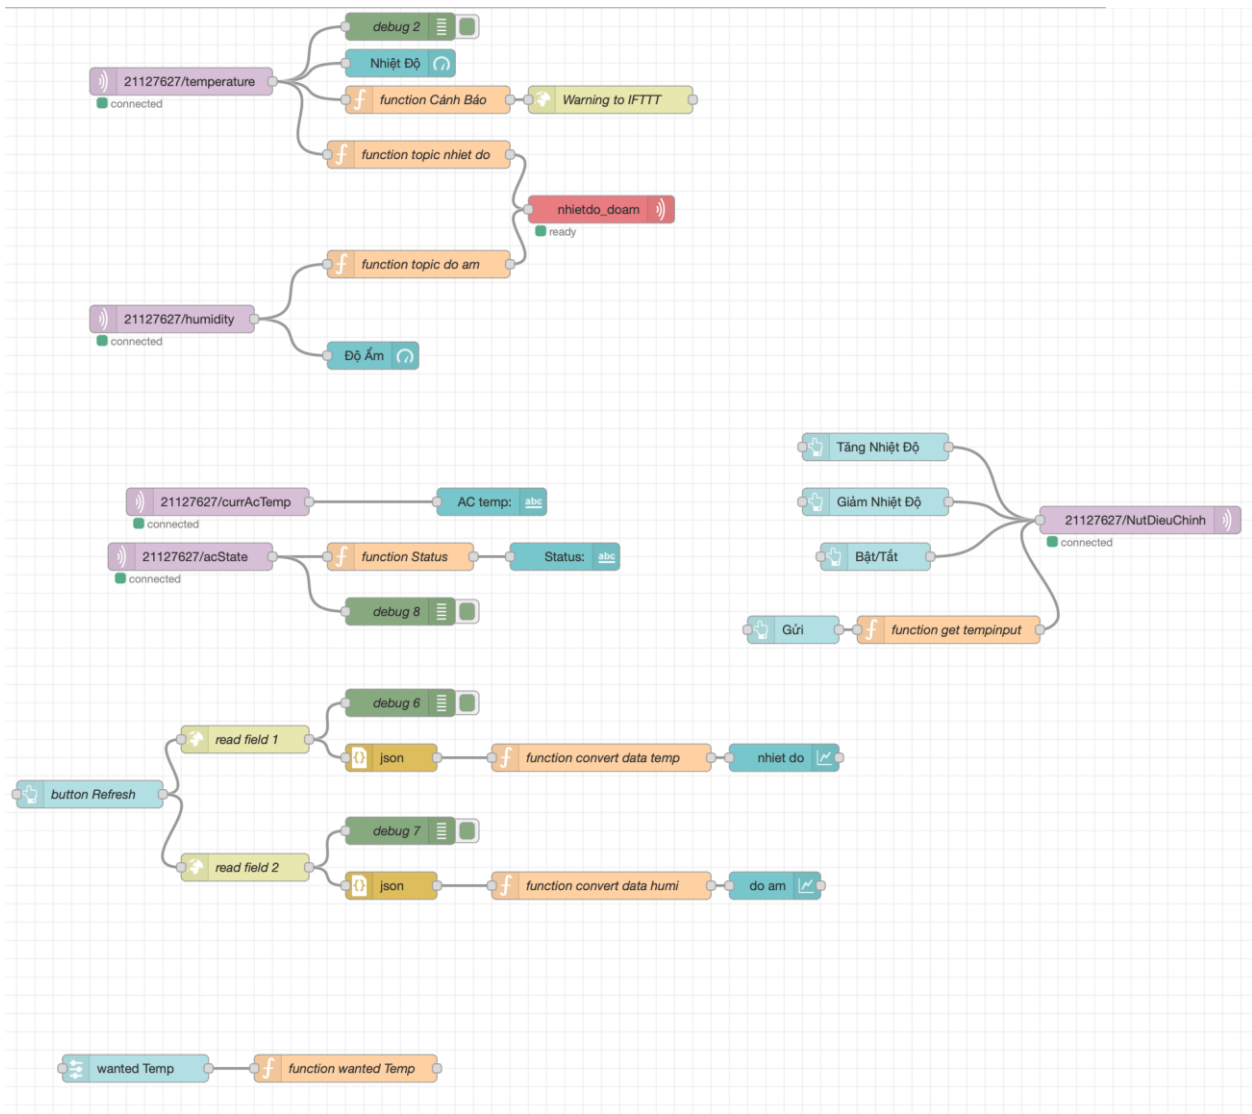 debug 2
Nhiệt Độ
21127627/temperature
connected
function Cảnh Báo
Warning to IFTTT
function topic nhiet do
nhietdo_doam
ready
function topic do am
21127627/humidity
connected
Độ Ẩm
Tăng Nhiệt Độ
21127627/currAcTemp
connected
AC temp:
abc
Giảm Nhiệt Độ
21127627/NutDieuChinh
connected
21127627/acState
connected
function Status
Status:
abc
Bật/Tắt
debug 8
Gửi
function get tempinput
debug 6
read field 1
json
function convert data temp
nhiet do
button Refresh
debug 7
read field 2
json
function convert data humi
do am
wanted Temp
function wanted Temp